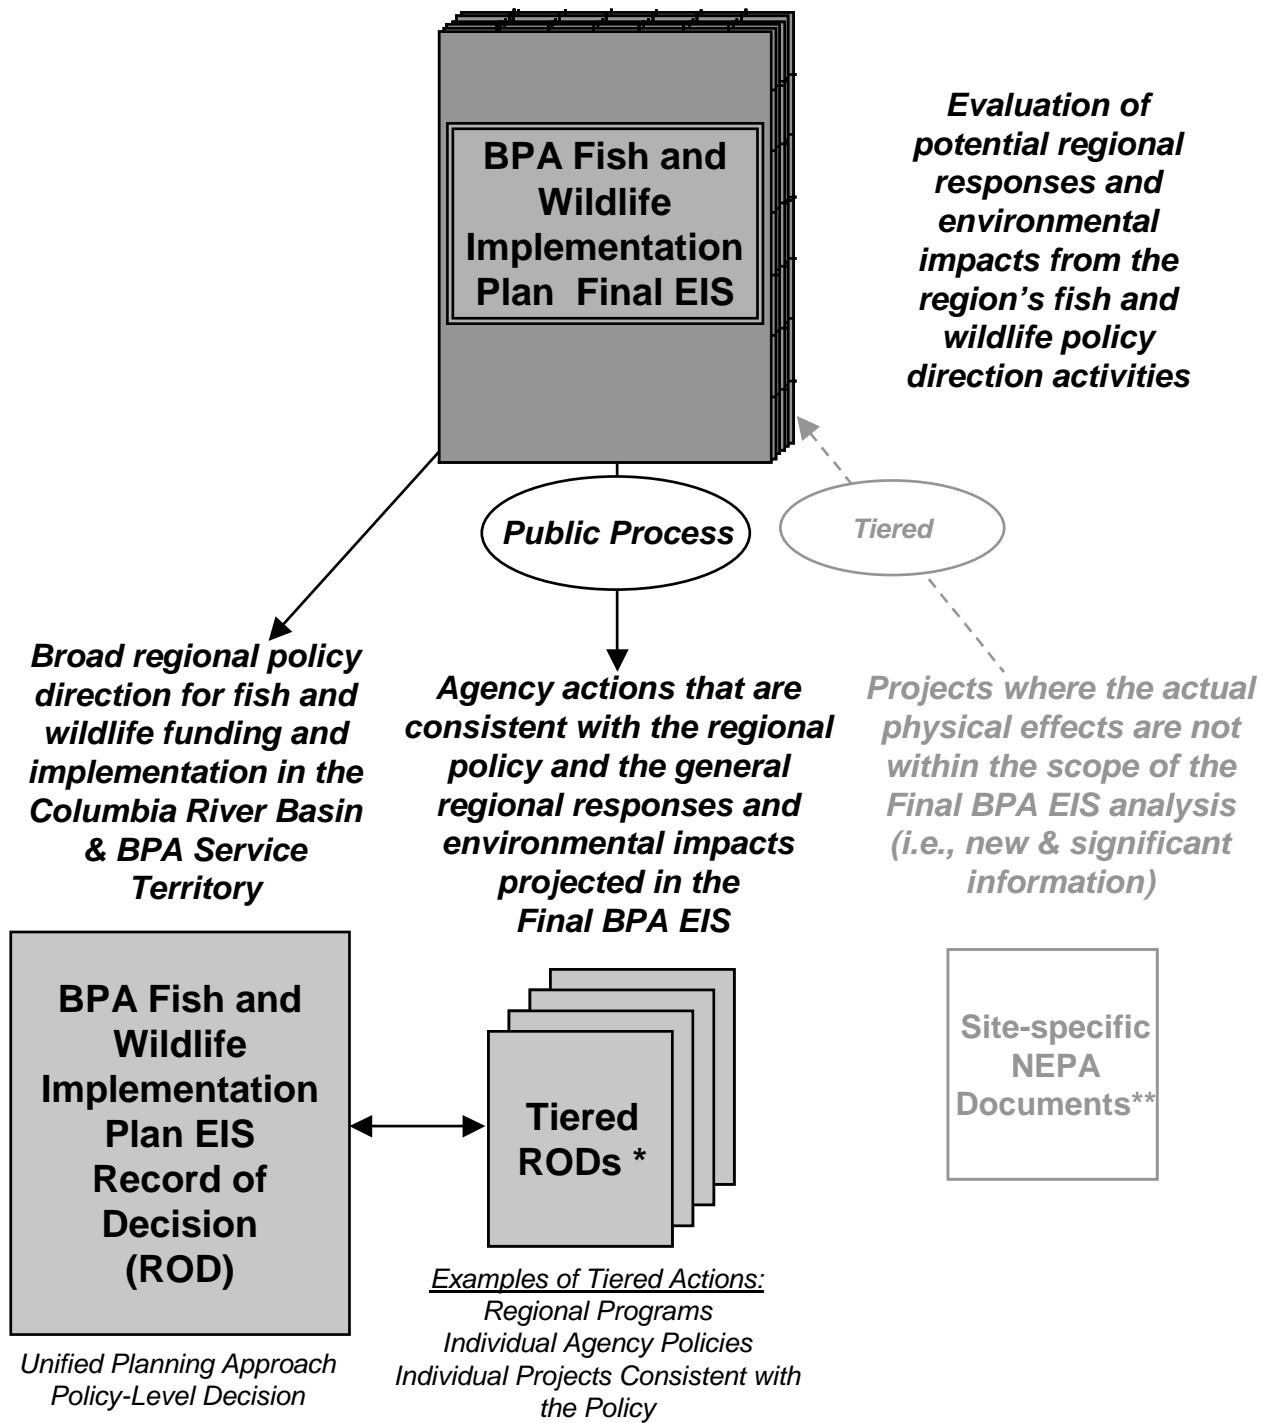 BPA Fish and
Wildlife
Implementation
Plan Final EIS
Evaluation of
potential regional
responses and
environmental
impacts from the
region’s fish and
wildlife policy
direction activities
Public Process
Tiered
Broad regional policy
direction for fish and
wildlife funding and
implementation in the
Columbia River Basin
& BPA Service
Territory
Agency actions that are
consistent with the regional
policy and the general
regional responses and
environmental impacts
projected in the
Final BPA EIS
Projects where the actual
physical effects are not
within the scope of the
Final BPA EIS analysis
(i.e., new & significant
information)
BPA Fish and
Wildlife
Implementation
Plan EIS
Record of
Decision
(ROD)
Unified Planning Approach
Policy-Level Decision
Tiered
RODs *
Examples of Tiered Actions:
Regional Programs
Individual Agency Policies
Individual Projects Consistent with
the Policy
Site-specific
NEPA
Documents**